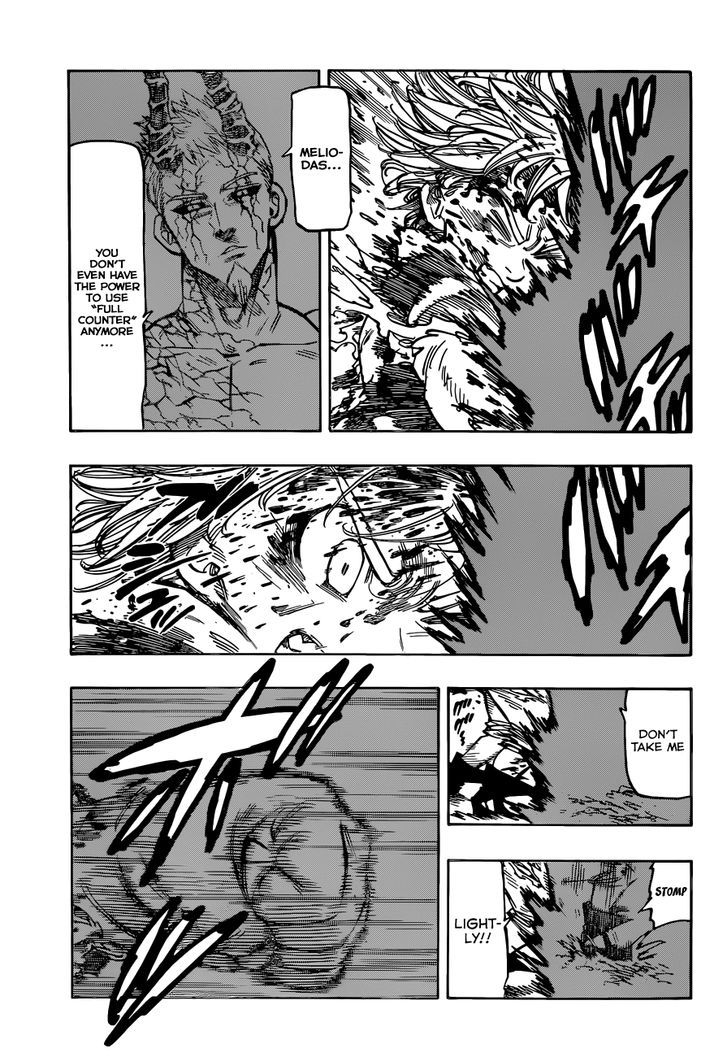 MELIO-
DAS...
YOU
DON'T
EVEN HAVE
THE POWER
TO USE
"FULL
COUNTER"
ANYMORE
...
DON'T
TAKE ME
STOMP
LIGHT-
LY!!